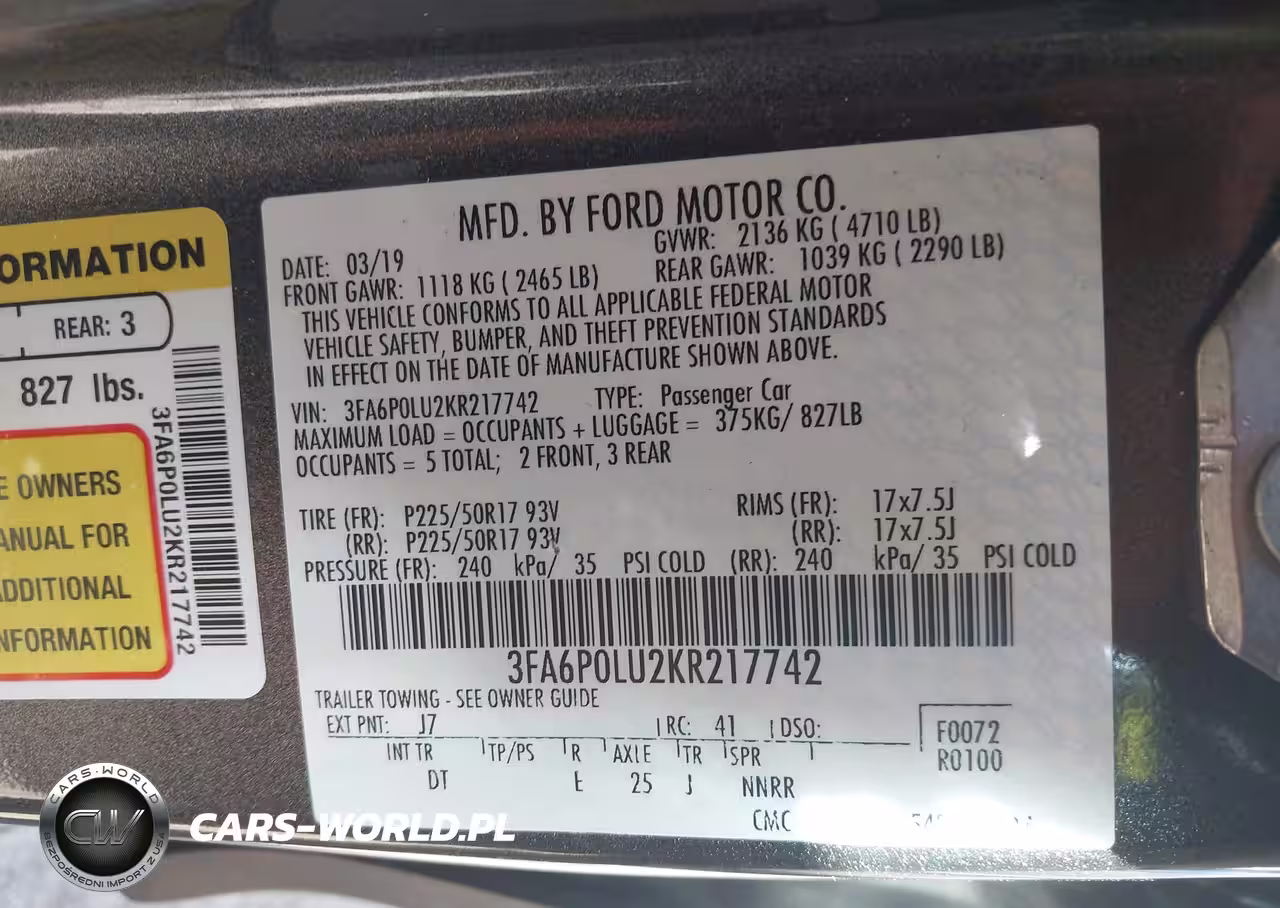 ORMATION
REAR: 3
827 lbs.
E OWNERS
ANUAL FOR
ADDITIONAL
NFORMATION
3FA6P0LU2KR217742
MFD. BY FORD MOTOR CO.
DATE: 03/19 GVWR: 2136 KG ( 4710 LB)
FRONT GAWR: 1118 KG ( 2465 LB) REAR GAWR: 1039 KG ( 2290 LB)
THIS VEHICLE CONFORMS TO ALL APPLICABLE FEDERAL MOTOR
VEHICLE SAFETY, BUMPER, AND THEFT PREVENTION STANDARDS
IN EFFECT ON THE DATE OF MANUFACTURE SHOWN ABOVE.
VIN: 3FA6P0LU2KR217742 TYPE: Passenger Car
MAXIMUM LOAD = OCCUPANTS + LUGGAGE = 375KG/ 827LB
OCCUPANTS = 5 TOTAL; 2 FRONT, 3 REAR
TIRE (FR): P225/50R17 93V RIMS (FR): 17x7.5J
(RR): P225/50R17 93V (RR): 17x7.5J
PRESSURE (FR): 240 kPa/ 35 PSI COLD (RR): 240 kPa/ 35 PSI COLD
3FA6P0LU2KR217742
TRAILER TOWING - SEE OWNER GUIDE
EXT PNT: J7 RC: 41 DSO: F0072
INT TR TP/PS R AXLE TR SPR R0100
DT E 25 J NNRR
CMC
CARS-WORLD
CW
BEZPOŚREDNI IMPORT Z USA
CARS-WORLD.PL